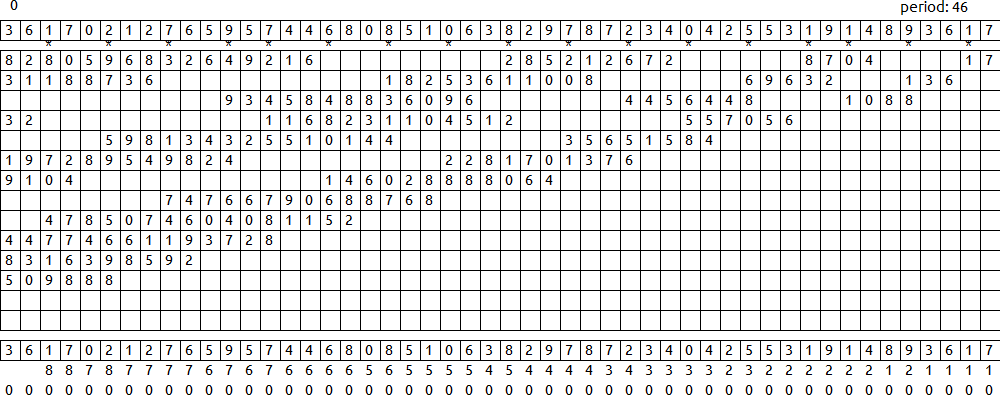 0 period: 46
3 6 1 7 0 2 1 2 7 6 5 9 5 7 4 4 6 8 0 8 5 1 0 6 3 8 2 9 7 8 7 2 3 4 0 4 2 5 5 3 1 9 1 4 8 9 3 6 1 7
* * * * * * * * * * * * * * * * *
8 2 8 0 5 9 6 8 3 2 6 4 9 2 1 6 2 8 5 2 1 2 6 7 2 8 7 0 4 1 7
3 1 1 8 8 7 3 6 1 8 2 5 3 6 1 1 0 0 8 6 9 6 3 2 1 3 6
9 3 4 5 8 4 8 8 3 6 0 9 6 4 4 5 6 4 4 8 1 0 8 8
3 2 1 1 6 8 2 3 1 1 0 4 5 1 2 5 5 7 0 5 6
5 9 8 1 3 4 3 2 5 5 1 0 1 4 4 3 5 6 5 1 5 8 4
1 9 7 2 8 9 5 4 9 8 2 4 2 2 8 1 7 0 1 3 7 6
9 1 0 4 1 4 6 0 2 8 8 8 8 0 6 4
7 4 7 6 6 7 9 0 6 8 8 7 6 8
4 7 8 5 0 7 4 6 0 4 0 8 1 1 5 2
4 4 7 7 4 6 6 1 1 9 3 7 2 8
8 3 1 6 3 9 8 5 9 2
5 0 9 8 8 8
3 6 1 7 0 2 1 2 7 6 5 9 5 7 4 4 6 8 0 8 5 1 0 6 3 8 2 9 7 8 7 2 3 4 0 4 2 5 5 3 1 9 1 4 8 9 3 6 1 7
8 8 7 8 7 7 7 7 6 7 6 7 6 6 6 6 5 6 5 5 5 5 5 4 5 4 4 4 3 4 3 3 3 3 2 3 2 2 2 2 2 2 1 2 1 1 1 1
0 0 0 0 0 0 0 0 0 0 0 0 0 0 0 0 0 0 0 0 0 0 0 0 0 0 0 0 0 0 0 0 0 0 0 0 0 0 0 0 0 0 0 0 0 0 0 0 0 0